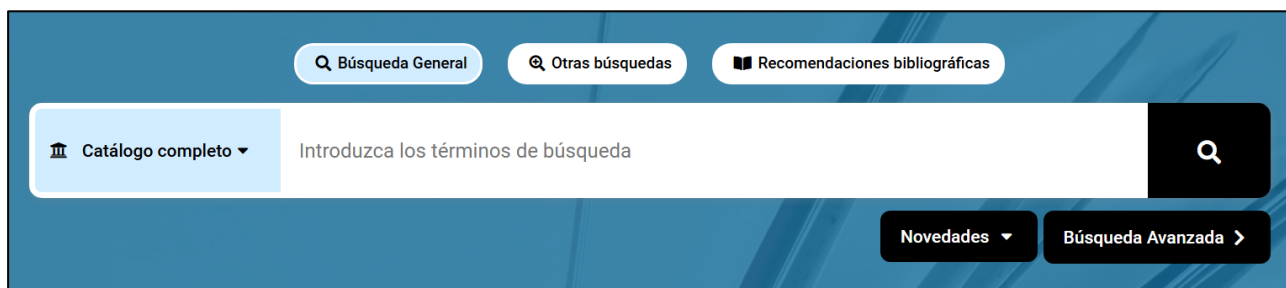 Búsqueda General
Otras búsquedas
Recomendaciones bibliográficas
Catálogo completo
Introduzca los términos de búsqueda
Novedades
Búsqueda Avanzada